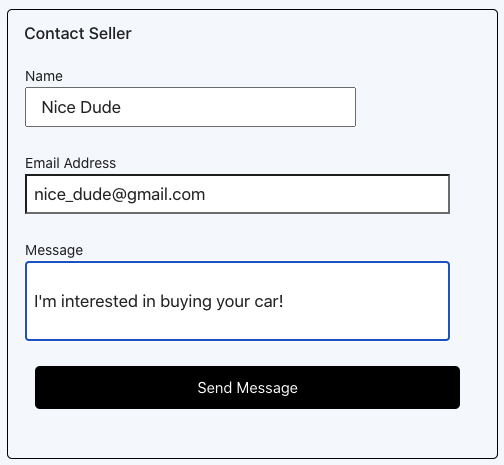 Contact Seller
Name
Nice Dude
Email Address
nice_dude@gmail.com
Message
I'm interested in buying your car!
Send Message